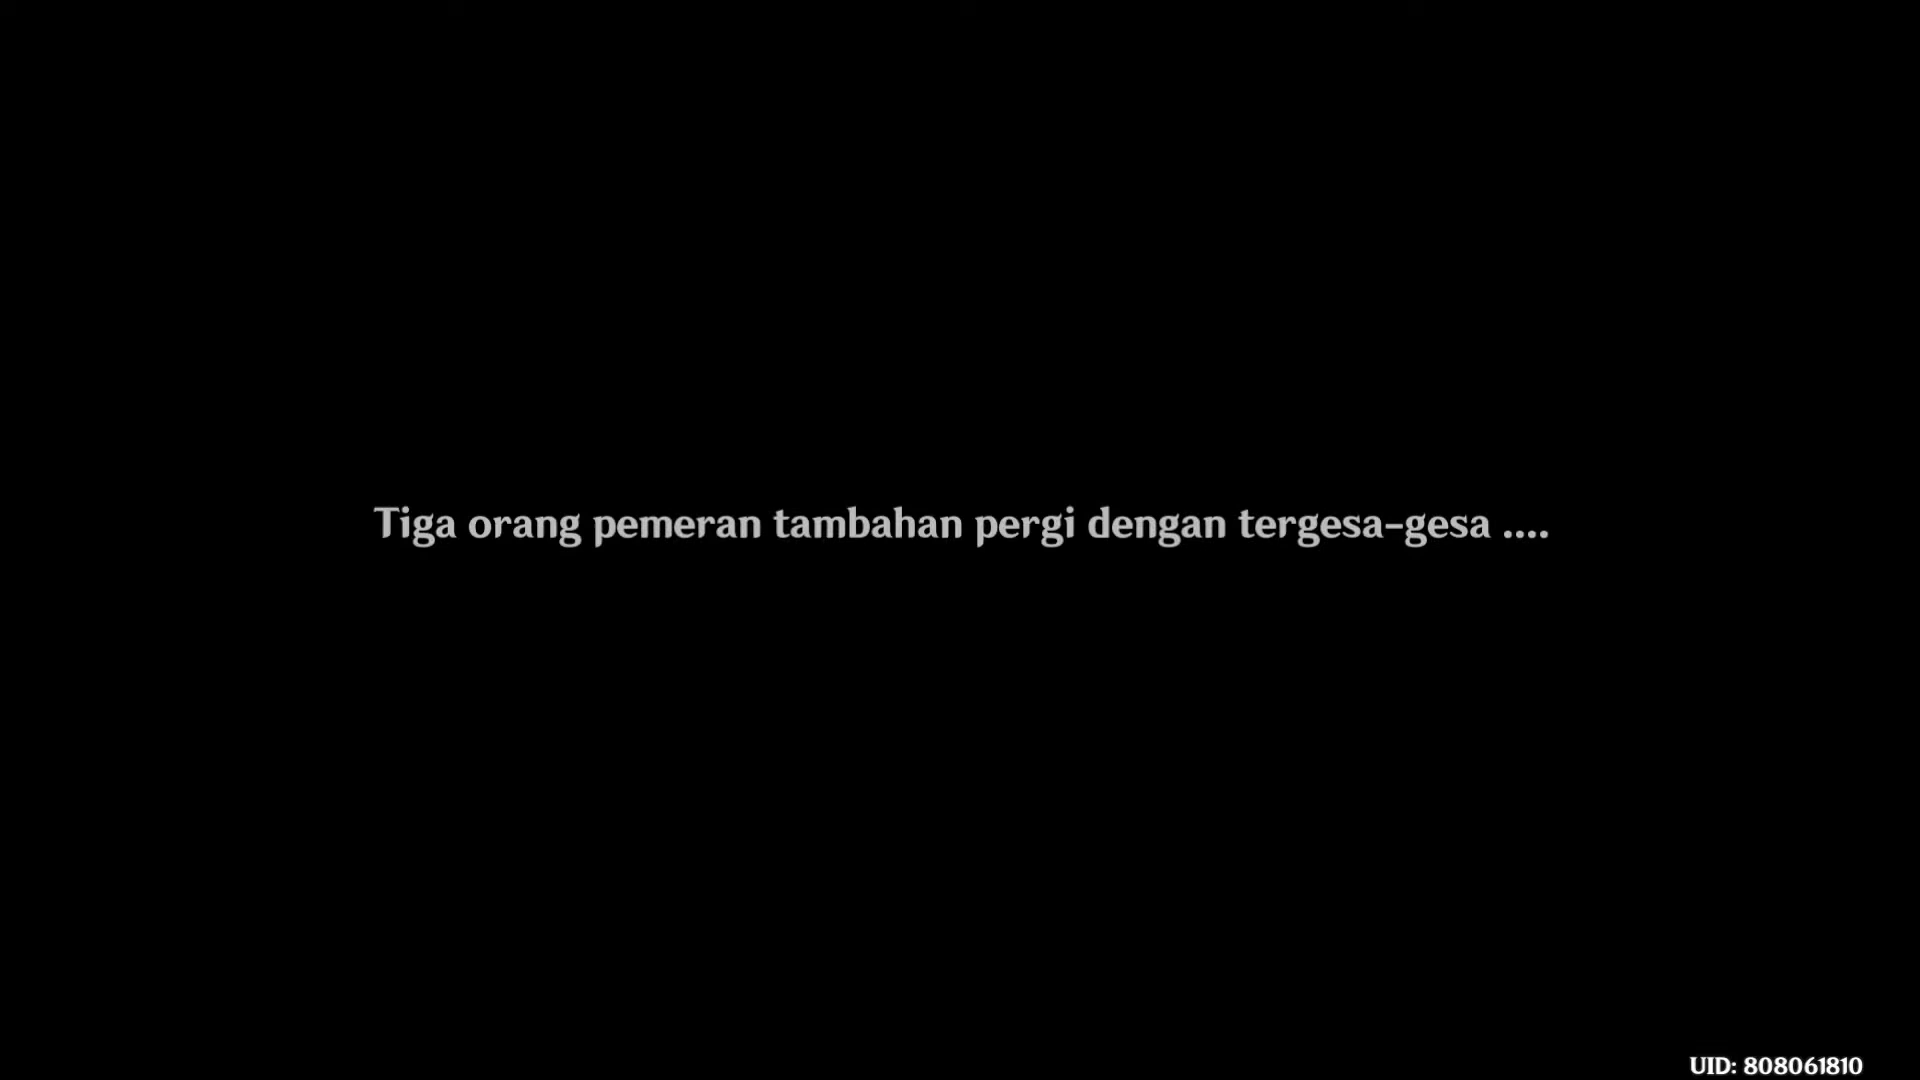 Tiga orang pemeran tambahan pergi dengan tergesa-gesa ....
UID: 808061810